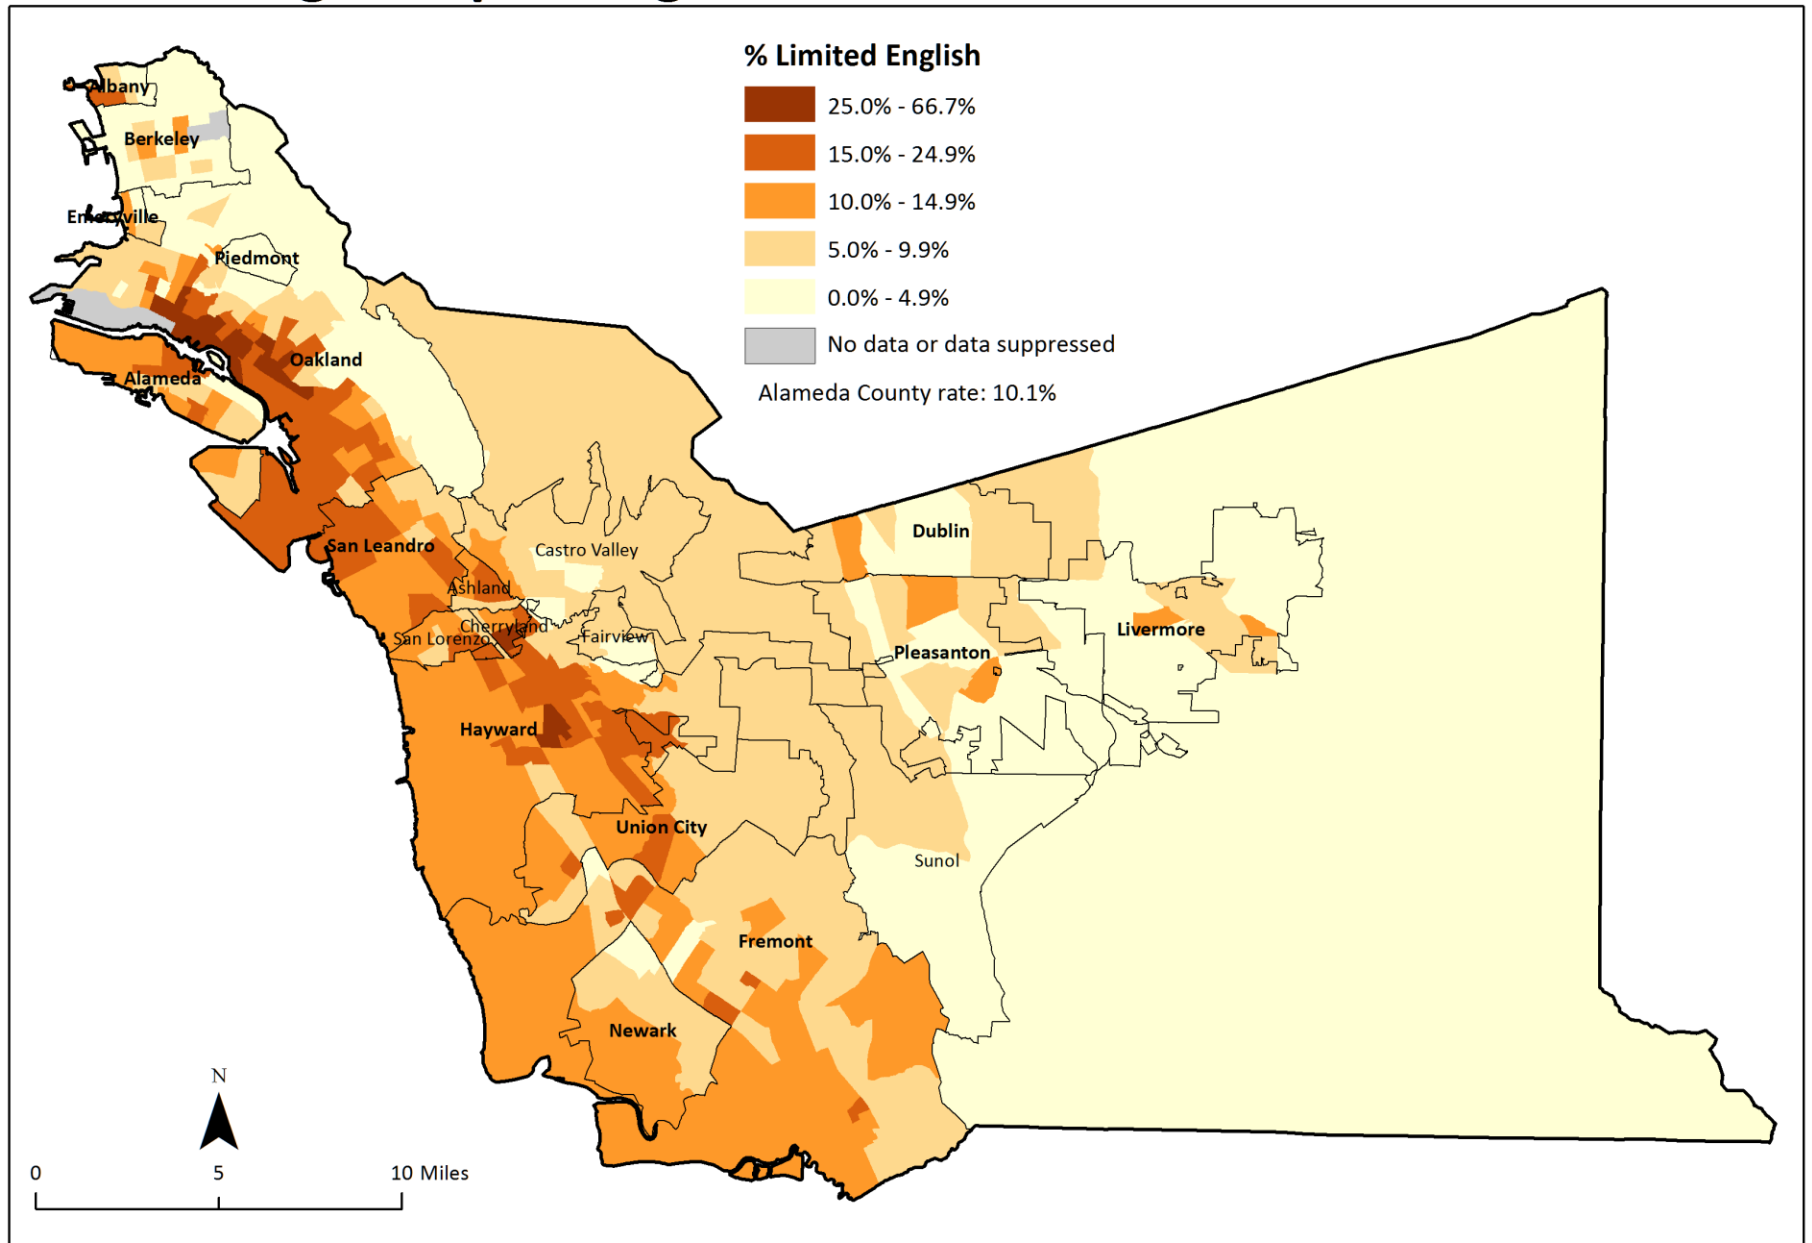 % Limited English
25.0% - 66.7%
15.0% - 24.9%
10.0% - 14.9%
5.0% - 9.9%
0.0% - 4.9%
No data or data suppressed
Alameda County rate: 10.1%
Albany
Berkeley
Emeryville
Piedmont
Oakland
Alameda
San Leandro
Castro Valley
Dublin
Ashland
Cherryland
San Lorenzo
Fairview
Livermore
Pleasanton
Hayward
Union City
Sunol
Fremont
Newark
N
0 5 10 Miles